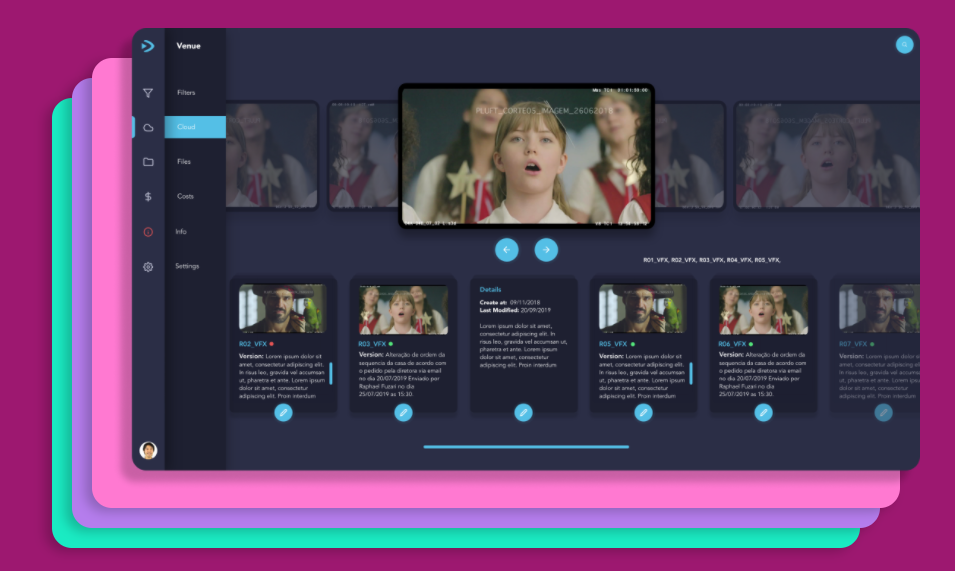 Venue
Filters
Cloud
Files
Costs
Info
Settings
PLUFT_CORTEOS_IMAGEM_26062018
R01_VFX, R02_VFX, R03_VFX, R04_VFX, R05_VFX,
R02_VFX
Version: Lorem ipsum dolor sit
amet, consectetur adipiscing elit.
In risus leo, gravida vel accumsan
ut, pharetra et ante. Lorem ipsum
dolor sit amet, consectetur
adipiscing elit. Proin interdum
R03_VFX
Version: Alteração de ordem da
sequencia da casa de acordo com
o pedido pela diretora via email
no dia 20/07/2019 Enviado por
Raphael Fuzari no dia
25/07/2019 as 15:30.
Details
Create at: 09/11/2018
Last Modified: 20/09/2019
Lorem ipsum dolor sit amet,
consectetur adipiscing elit. In
risus leo, gravida vel accumsan ut,
pharetra et ante. Lorem ipsum
dolor sit amet, consectetur
adipiscing elit. Proin interdum
R05_VFX
Version: Lorem ipsum dolor sit
amet, consectetur adipiscing elit.
In risus leo, gravida vel accumsan
ut, pharetra et ante. Lorem ipsum
dolor sit amet, consectetur
adipiscing elit. Proin interdum
R06_VFX
Version: Alteração de ordem da
sequencia da casa de acordo com
o pedido pela diretora via email
no dia 20/07/2019 Enviado por
Raphael Fuzari no dia
25/07/2019 as 15:30.
R07_VFX
Version: Lorem ipsum dolor sit
amet, consectetur adipiscing elit.
In risus leo, gravida vel accumsan
ut, pharetra et ante. Lorem ipsum
dolor sit amet, consectetur
adipiscing elit. Proin interdum